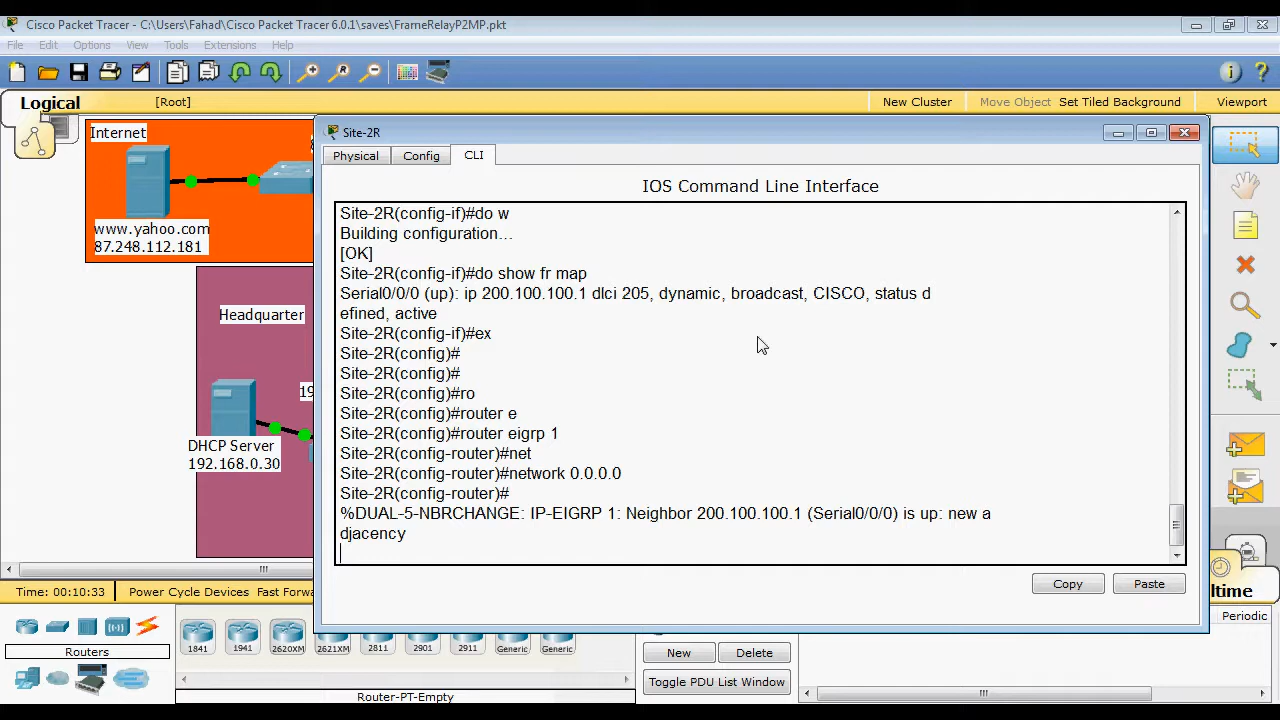 Cisco Packet Tracer - C:\Users\Fahad\Cisco Packet Tracer 6.0.1\saves\FrameRelayP2MP.pkt
File Edit Options View Tools Extensions Help
Logical
[Root]
New Cluster
Move Object
Set Tiled Background
Viewport
Internet
www.yahoo.com
87.248.112.181
Headquarter
19
DHCP Server
192.168.0.30
Site-2R
Physical
Config
CLI
IOS Command Line Interface
Site-2R(config-if)#do w
Building configuration...
[OK]
Site-2R(config-if)#do show fr map
Serial0/0/0 (up): ip 200.100.100.1 dlci 205, dynamic, broadcast, CISCO, status d
efined, active
Site-2R(config-if)#ex
Site-2R(config)#
Site-2R(config)#
Site-2R(config)#ro
Site-2R(config)#router e
Site-2R(config)#router eigrp 1
Site-2R(config-router)#net
Site-2R(config-router)#network 0.0.0.0
Site-2R(config-router)#
%DUAL-5-NBRCHANGE: IP-EIGRP 1: Neighbor 200.100.100.1 (Serial0/0/0) is up: new a
djacency
Copy
Paste
Time: 00:10:33
Power Cycle Devices
Fast Forwa
ltime
Routers
1841
1941
2620XM
2621XM
2811
2901
2911
Generic
Generic
Router-PT-Empty
New
Delete
Toggle PDU List Window
Periodic